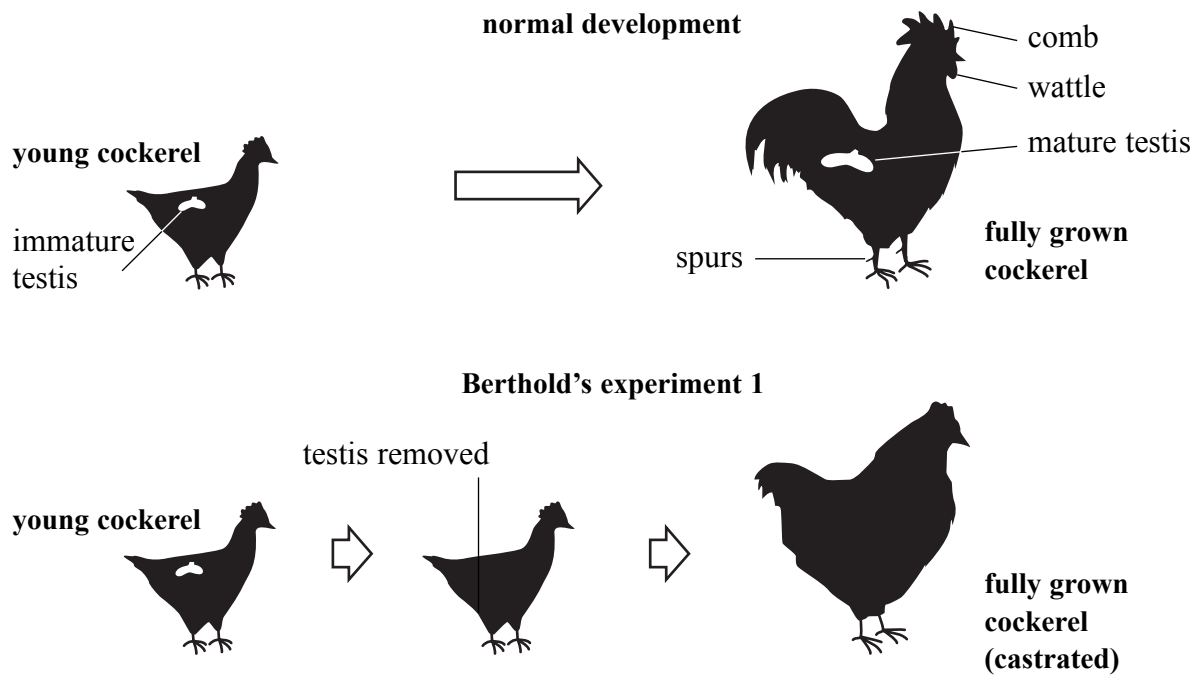 normal development
comb
wattle
young cockerel
mature testis
immature
testis
fully grown
cockerel
spurs
Berthold’s experiment 1
testis removed
young cockerel
fully grown
cockerel
(castrated)